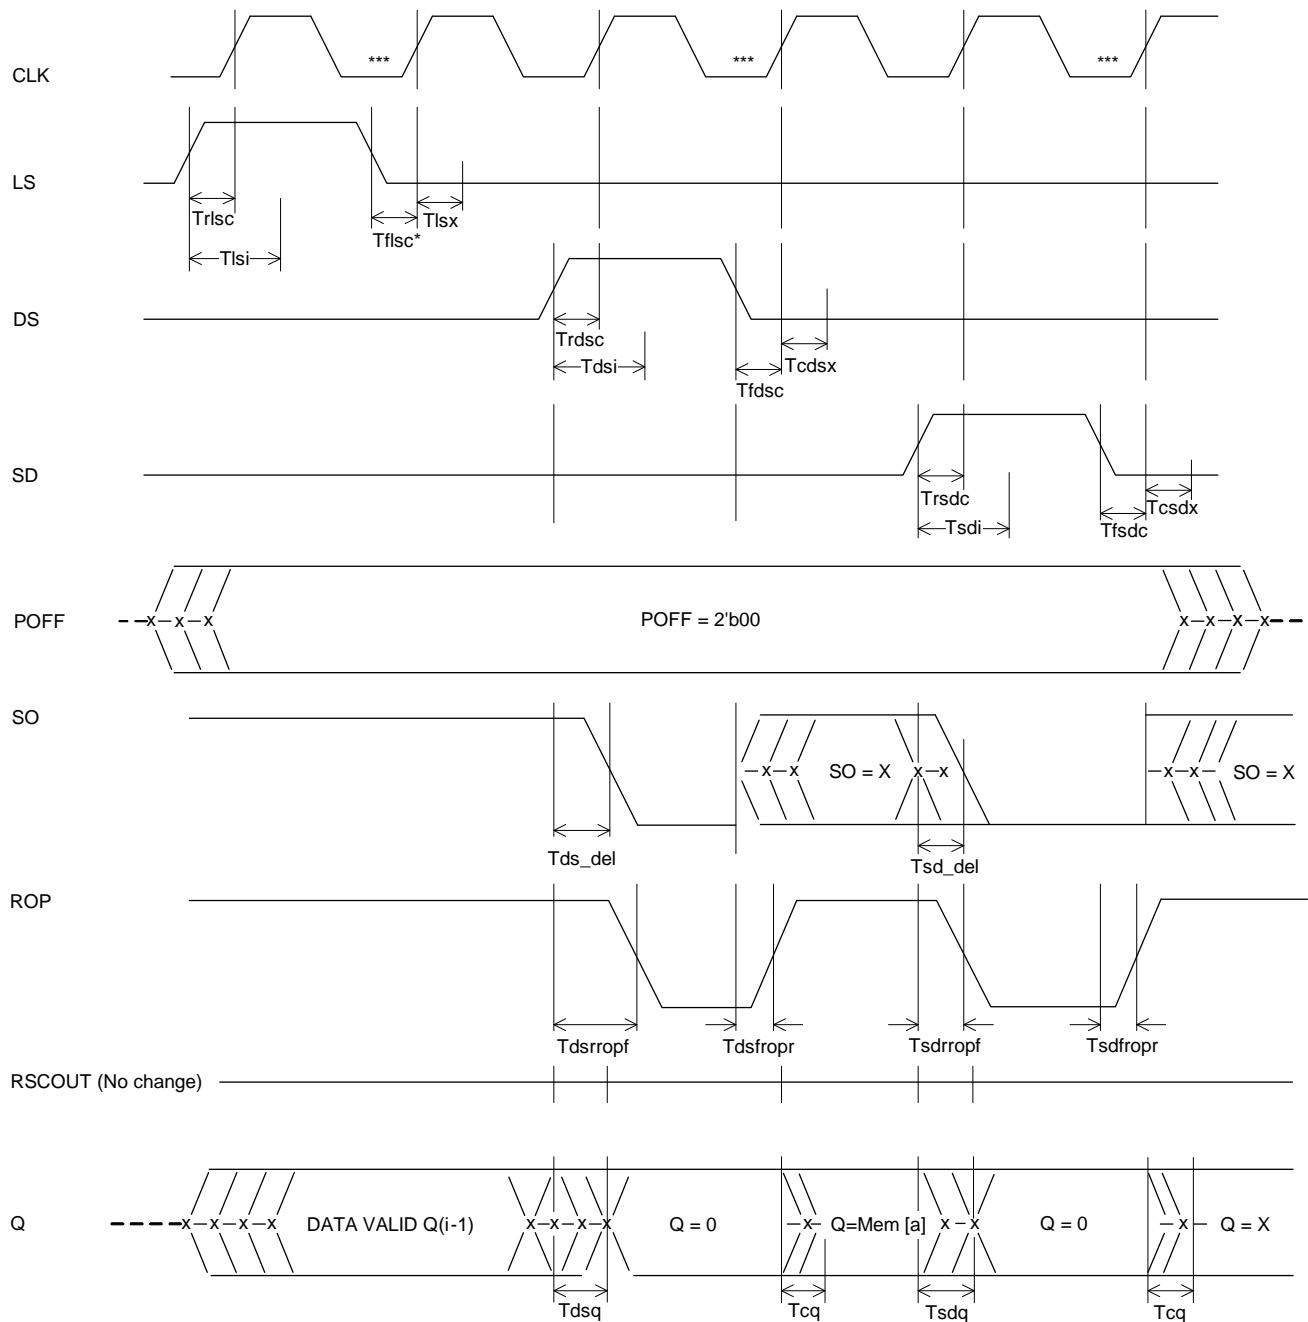 *** *** ***
CLK
LS
Trlsc Tlsx
Tflsc*
Tlsi
DS
Trdsc Tcdsx
Tdsi
Tfdsc
SD
Trsdc Tcsdx
Tsdi Tfsdc
POFF x x x POFF = 2'b00 x x x x
SO
x x SO = X x x x x SO = X
Tds_del Tsd_del
ROP
Tdsrropf Tdsfropr Tsdrropf Tsdfropr
RSCOUT (No change)
Q x x x x DATA VALID Q(i-1) x x x x Q = 0 x Q=Mem [a] x x Q = 0 x Q = X
Tdsq Tcq Tsdq Tcq